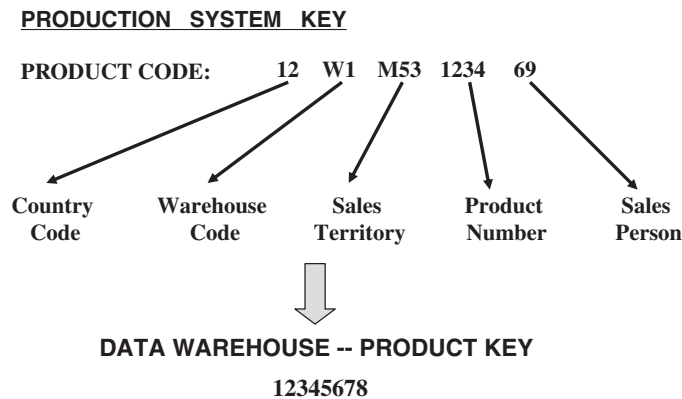 PRODUCTION SYSTEM KEY
PRODUCT CODE: 12 W1 M53 1234 69
Country Code
Warehouse Code
Sales Territory
Product Number
Sales Person
DATA WAREHOUSE -- PRODUCT KEY
12345678